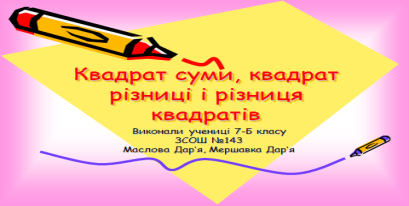 Квадрат суми, квадрат
різниці і різниця
квадратів
Виконали учениці 7-Б класу
ЗСОШ №143
Маслова Дар'я, Мершавка Дар'я